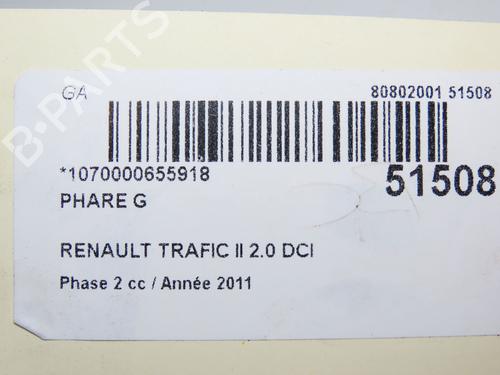 GA 80802001 51508
*1070000655918 51508
PHARE G
RENAULT TRAFIC II 2.0 DCI
Phase 2 cc / Année 2011
B-PARTS